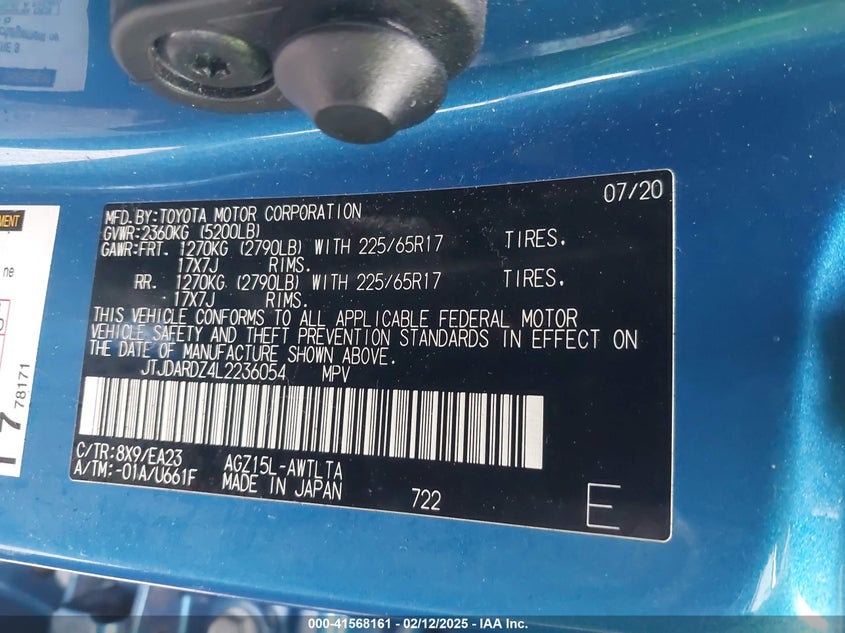 07/20
MFD.BY:TOYOTA MOTOR CORPORATION
GVWR:2360KG (5200LB)
GAWR:FRT. 1270KG (2790LB) WITH 225/65R17 TIRES.
17X7J RIMS.
RR. 1270KG (2790LB) WITH 225/65R17 TIRES.
17X7J RIMS.
THIS VEHICLE CONFORMS TO ALL APPLICABLE FEDERAL MOTOR
VEHICLE SAFETY AND THEFT PREVENTION STANDARDS IN EFFECT ON
THE DATE OF MANUFACTURE SHOWN ABOVE.
JTJDARDZ4L2236054 MPV
C/TR:8X9/EA23 AGZ15L-AWTLTA
A/TM:-01A/U661F MADE IN JAPAN 722 E
MENT
ne
78171
000-41568161 - 02/12/2025 - IAA Inc.